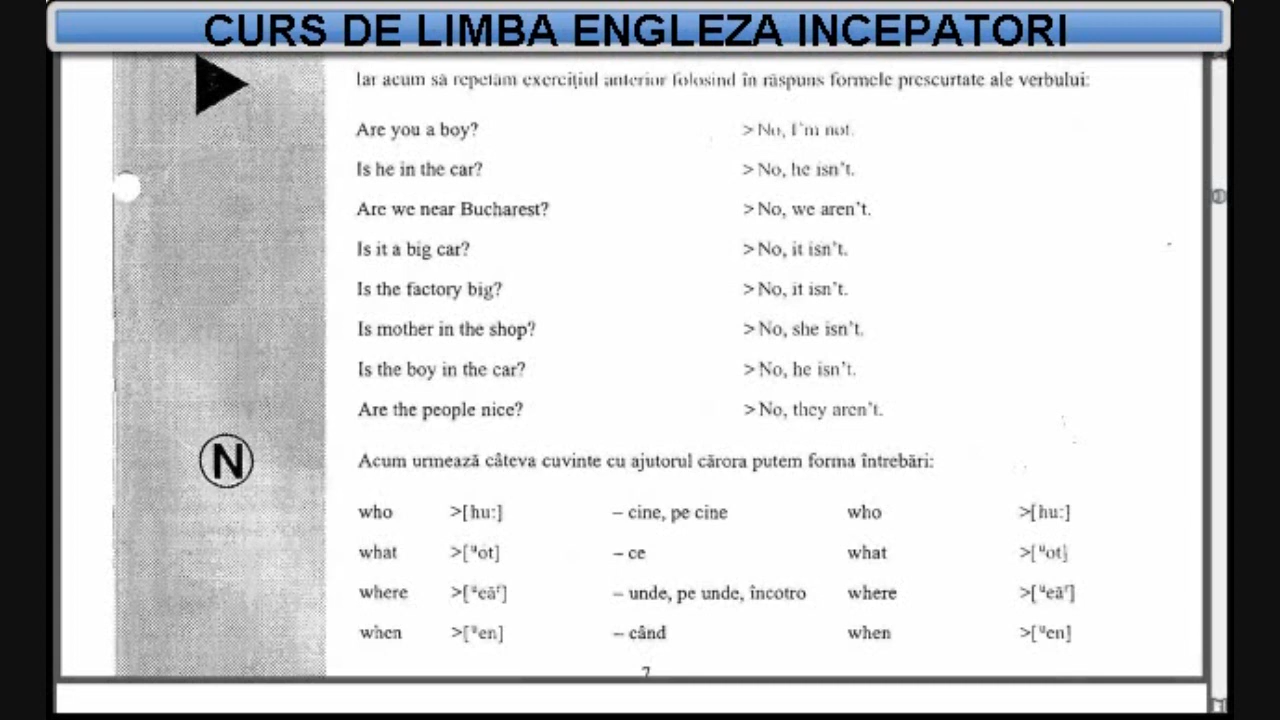 CURS DE LIMBA ENGLEZA INCEPATORI
Iar acum să repetăm exercițiul anterior folosind în răspuns formele prescurtate ale verbului:
Are you a boy? > No, I'm not.
Is he in the car? > No, he isn't.
Are we near Bucharest? > No, we aren't.
Is it a big car? > No, it isn't.
Is the factory big? > No, it isn't.
Is mother in the shop? > No, she isn't.
Is the boy in the car? > No, he isn't.
Are the people nice? > No, they aren't.
N
Acum urmează câteva cuvinte cu ajutorul cărora putem forma întrebări:
who >[hu:] – cine, pe cine who >[hu:]
what >[ᵘot] – ce what >[ᵘot]
where >[ᵘeăʳ] – unde, pe unde, încotro where >[ᵘeăʳ]
when >[ᵘen] – când when >[ᵘen]
7